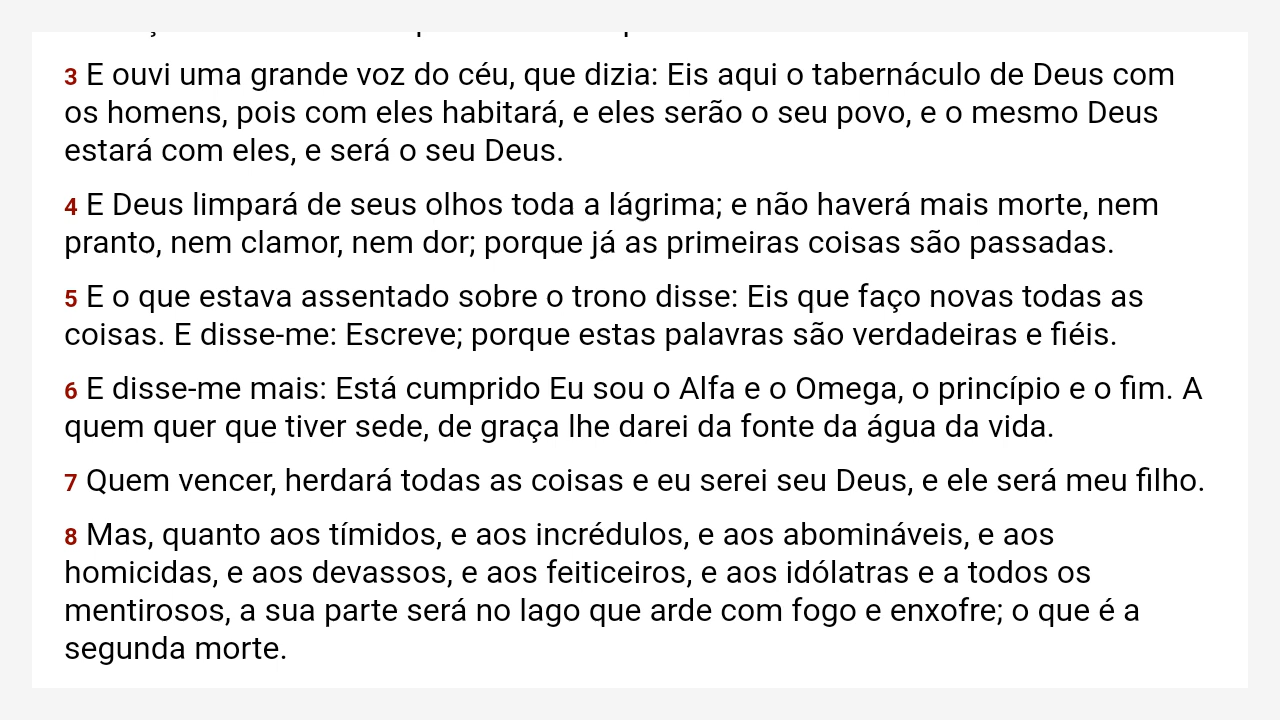 3 E ouvi uma grande voz do céu, que dizia: Eis aqui o tabernáculo de Deus com
os homens, pois com eles habitará, e eles serão o seu povo, e o mesmo Deus
estará com eles, e será o seu Deus.
4 E Deus limpará de seus olhos toda a lágrima; e não haverá mais morte, nem
pranto, nem clamor, nem dor; porque já as primeiras coisas são passadas.
5 E o que estava assentado sobre o trono disse: Eis que faço novas todas as
coisas. E disse-me: Escreve; porque estas palavras são verdadeiras e fiéis.
6 E disse-me mais: Está cumprido Eu sou o Alfa e o Omega, o princípio e o fim. A
quem quer que tiver sede, de graça lhe darei da fonte da água da vida.
7 Quem vencer, herdará todas as coisas e eu serei seu Deus, e ele será meu filho.
8 Mas, quanto aos tímidos, e aos incrédulos, e aos abomináveis, e aos
homicidas, e aos devassos, e aos feiticeiros, e aos idólatras e a todos os
mentirosos, a sua parte será no lago que arde com fogo e enxofre; o que é a
segunda morte.